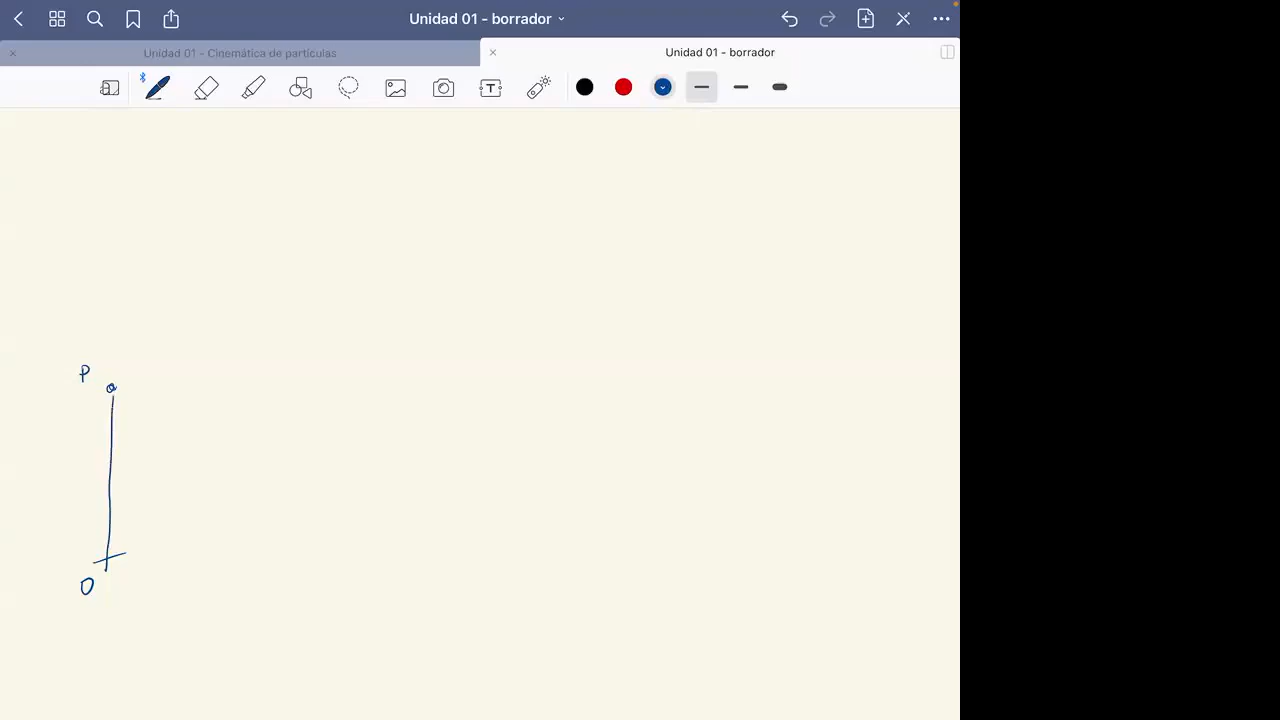 Unidad 01 - borrador
Unidad 01 - Cinemática de partículas
Unidad 01 - borrador
T
P
O